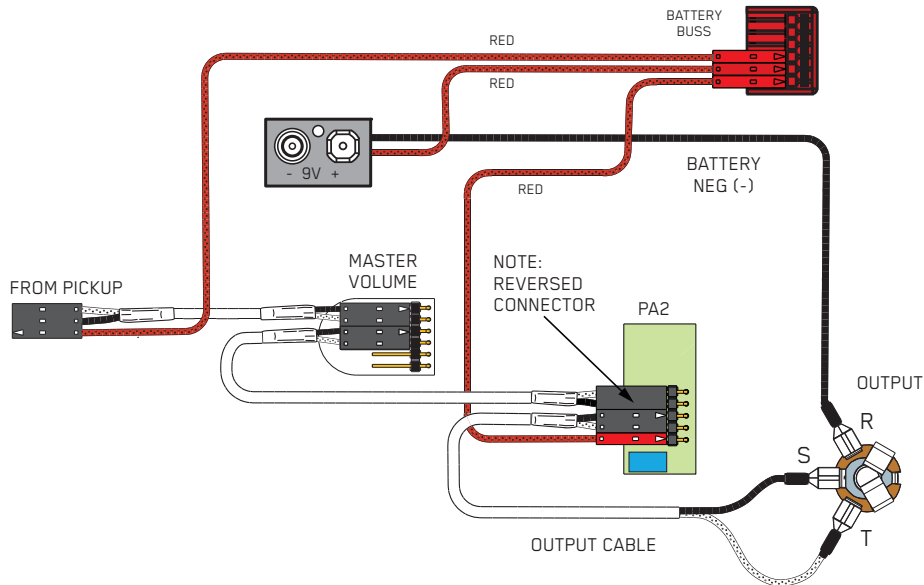 BATTERY
BUSS
RED
RED
- 9V +
BATTERY
NEG (-)
RED
MASTER
VOLUME
NOTE:
REVERSED
CONNECTOR
FROM PICKUP
PA2
OUTPUT
R
S
T
OUTPUT CABLE